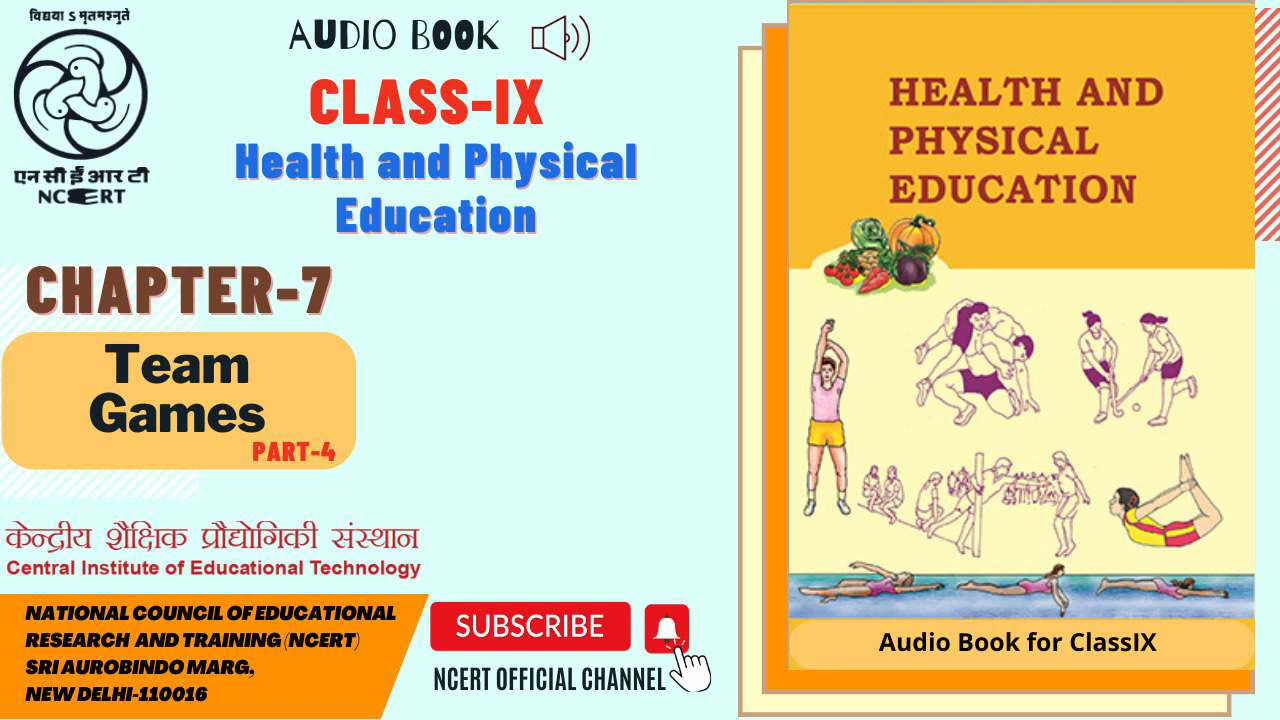 विद्यया ऽ मृतमश्नुते
एन सी ई आर टी
NCERT
AUDIO BOOK
CLASS-IX
Health and Physical
Education
CHAPTER-7
Team
Games
PART-4
केन्द्रीय शैक्षिक प्रौद्योगिकी संस्थान
Central Institute of Educational Technology
NATIONAL COUNCIL OF EDUCATIONAL
RESEARCH AND TRAINING (NCERT)
SRI AUROBINDO MARG,
NEW DELHI-110016
SUBSCRIBE
NCERT OFFICIAL CHANNEL
HEALTH AND
PHYSICAL
EDUCATION
Audio Book for ClassIX